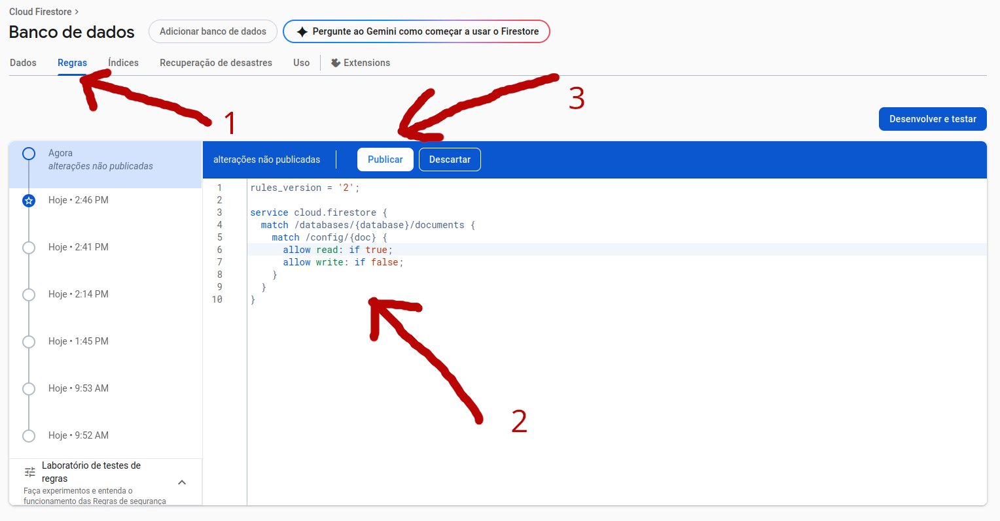 Cloud Firestore
Banco de dados
Adicionar banco de dados
Pergunte ao Gemini como começar a usar o Firestore
Dados
Regras
Índices
Recuperação de desastres
Uso
Extensions
1
3
Desenvolver e testar
Agora
alterações não publicadas
Hoje • 2:46 PM
Hoje • 2:41 PM
Hoje • 2:14 PM
Hoje • 1:45 PM
Hoje • 9:53 AM
Hoje • 9:52 AM
Laboratório de testes de
regras
Faça experimentos e entenda o
funcionamento das Regras de segurança
alterações não publicadas
Publicar
Descartar
1 rules_version = '2';
2
3 service cloud.firestore {
4   match /databases/{database}/documents {
5     match /config/{doc} {
6       allow read: if true;
7       allow write: if false;
8     }
9   }
10 }
2